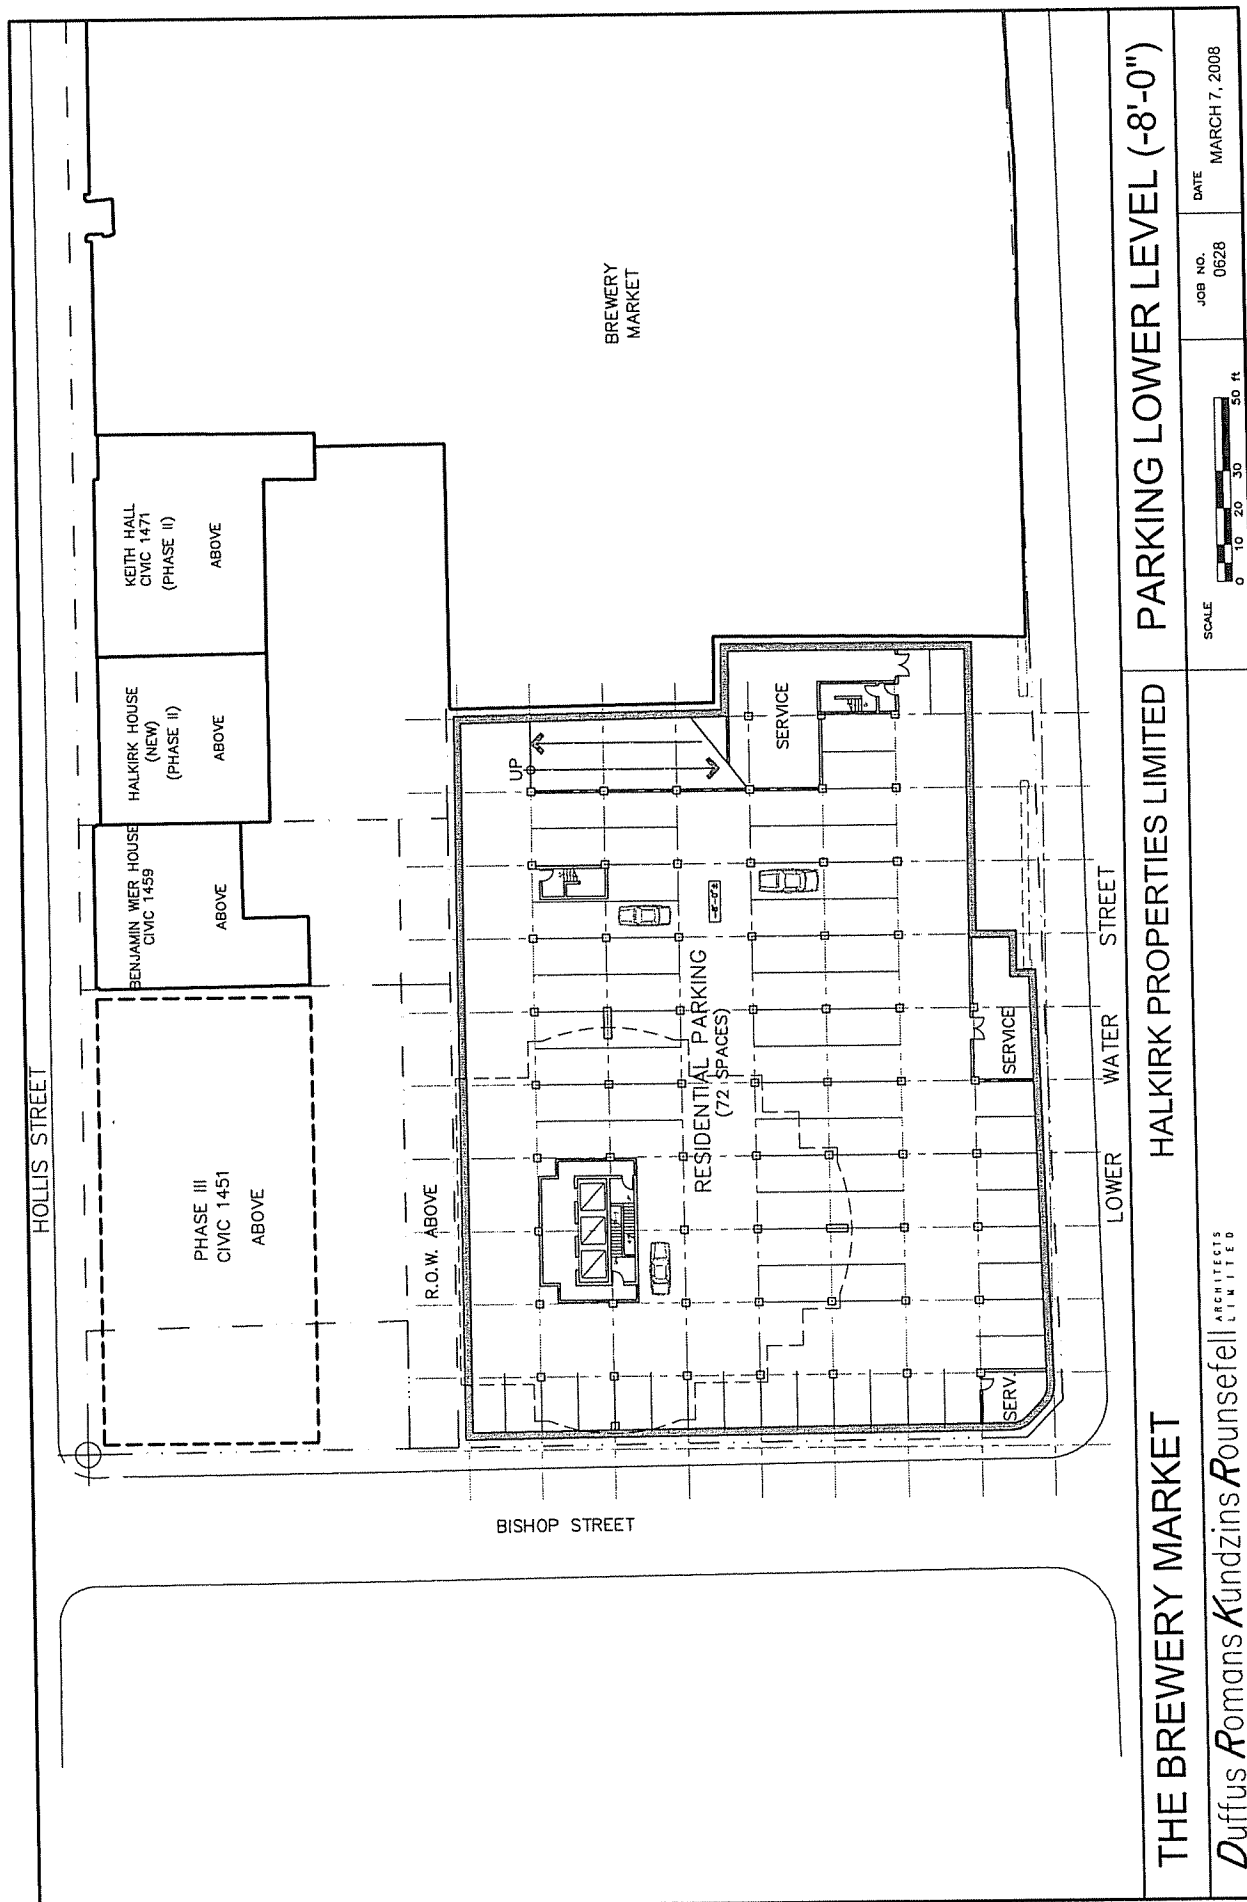 HOLLIS STREET
PHASE III
CIVIC 1451
ABOVE
BENJAMIN WIER HOUSE
CIVIC 1459
ABOVE
HALKIRK HOUSE
(NEW)
(PHASE II)
ABOVE
KEITH HALL
CIVIC 1471
(PHASE II)
ABOVE
BREWERY
MARKET
R.O.W. ABOVE
UP
SERVICE
-8'-0"±
RESIDENTIAL PARKING
(72 SPACES)
SERVICE
SERV.
BISHOP STREET
LOWER WATER STREET
THE BREWERY MARKET
HALKIRK PROPERTIES LIMITED
PARKING LOWER LEVEL (-8'-0")
Duffus Romans Kundzins Rounsefell ARCHITECTS
LIMITED
SCALE
0 10 20 30 50 ft
JOB NO.
0628
DATE
MARCH 7, 2008